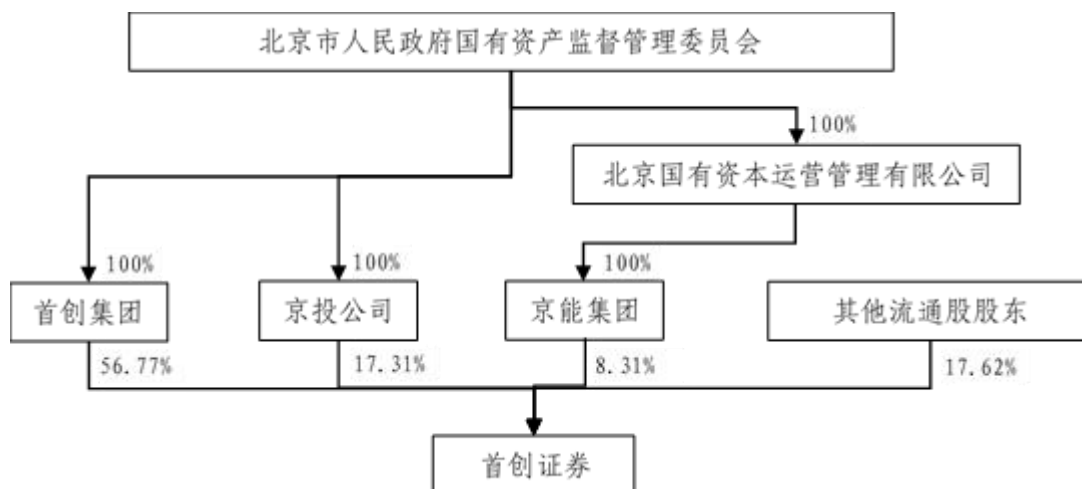 北京市人民政府国有资产监督管理委员会
100%
北京国有资本运营管理有限公司
100%
100%
100%
首创集团
京投公司
京能集团
其他流通股股东
56.77%
17.31%
8.31%
17.62%
首创证券